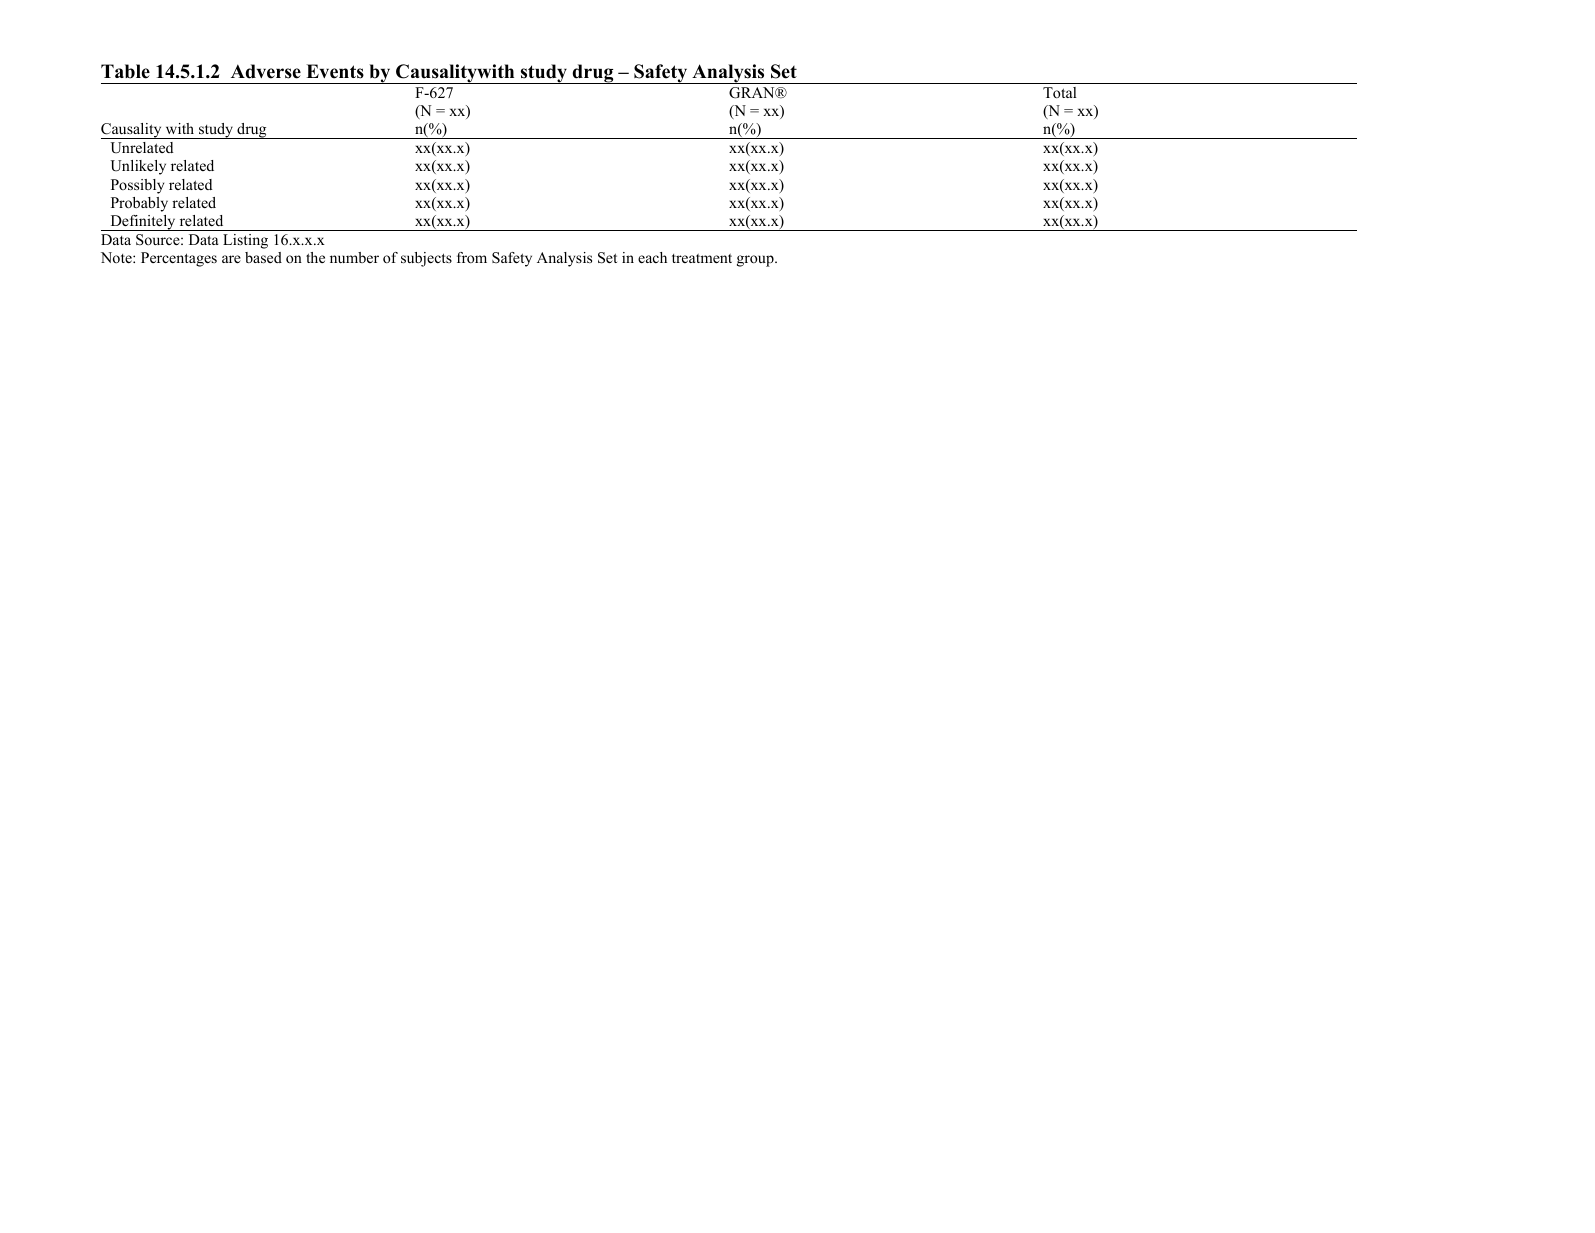 Table 14.5.1.2  Adverse Events by Causalitywith study drug – Safety Analysis Set
F-627 GRAN® Total
(N = xx) (N = xx) (N = xx)
Causality with study drug n(%) n(%) n(%)
Unrelated xx(xx.x) xx(xx.x) xx(xx.x)
Unlikely related xx(xx.x) xx(xx.x) xx(xx.x)
Possibly related xx(xx.x) xx(xx.x) xx(xx.x)
Probably related xx(xx.x) xx(xx.x) xx(xx.x)
Definitely related xx(xx.x) xx(xx.x) xx(xx.x)
Data Source: Data Listing 16.x.x.x
Note: Percentages are based on the number of subjects from Safety Analysis Set in each treatment group.